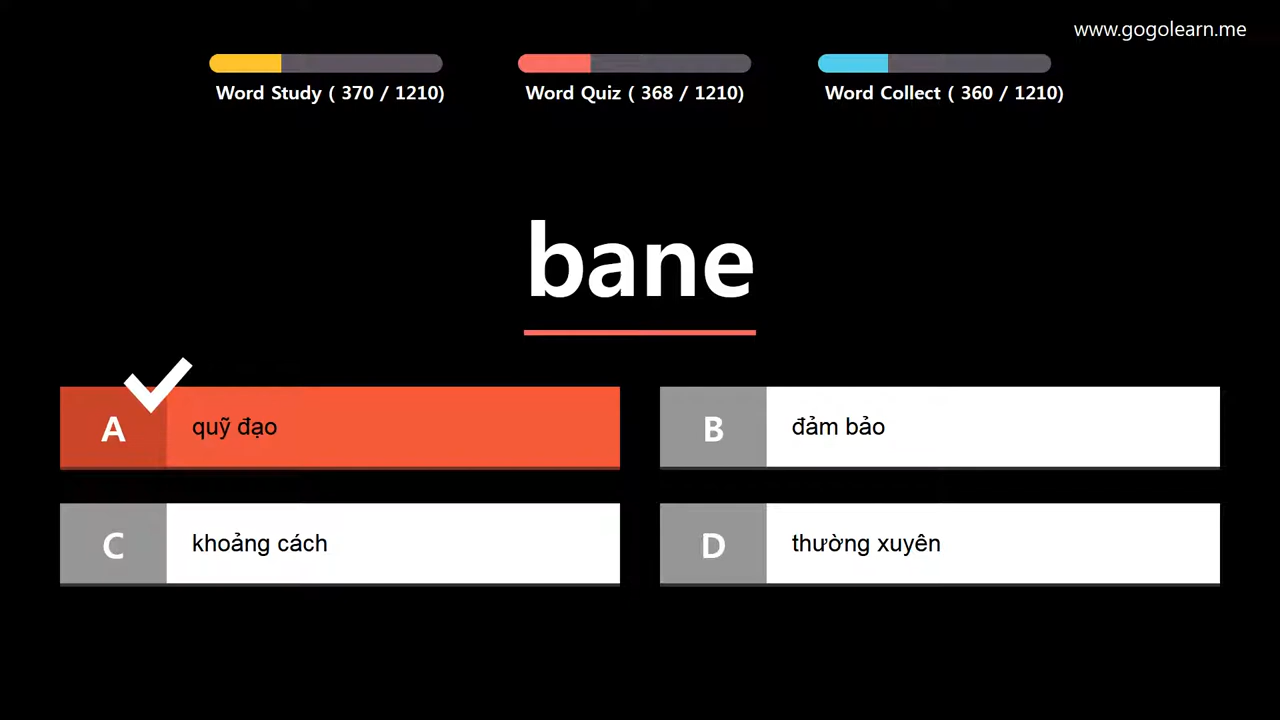 www.gogolearn.me
Word Study ( 370 / 1210)
Word Quiz ( 368 / 1210)
Word Collect ( 360 / 1210)
bane
A
quỹ đạo
B
đảm bảo
C
khoảng cách
D
thường xuyên